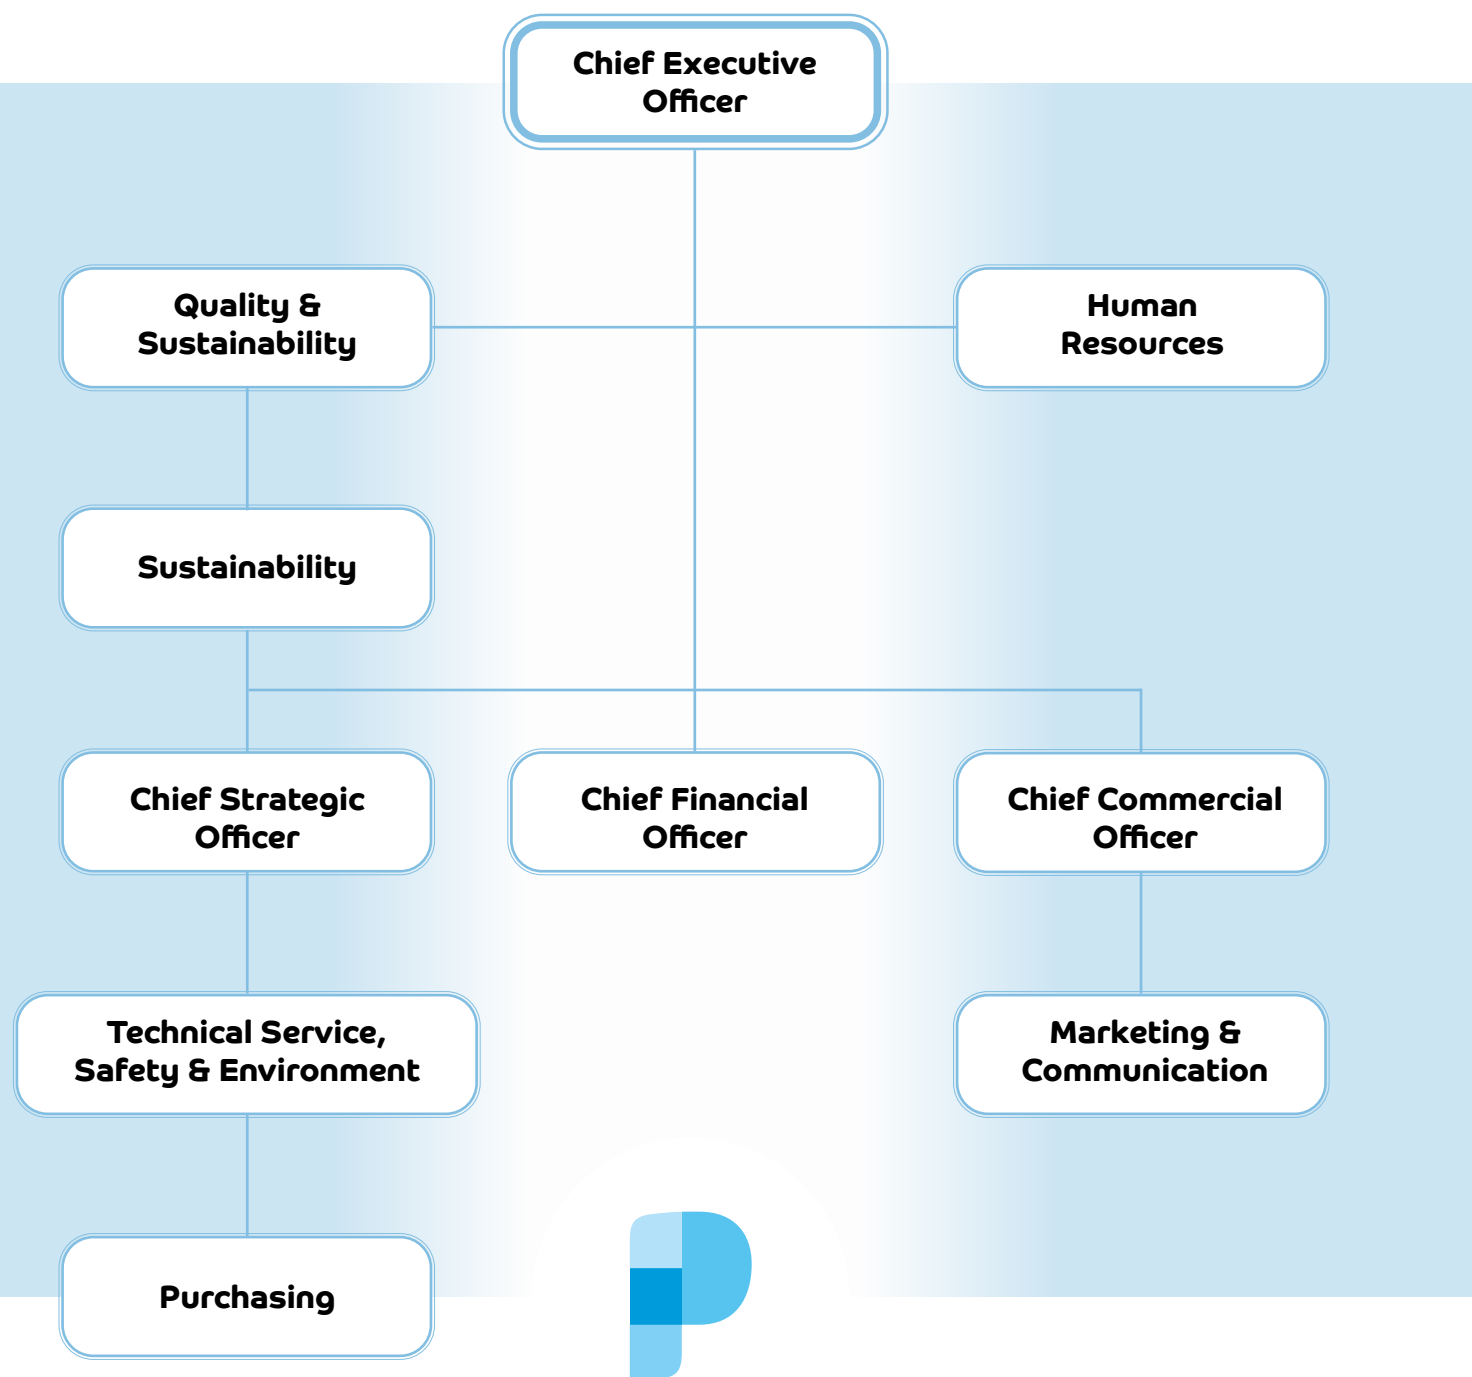 Chief Executive
Officer
Quality &
Sustainability
Human
Resources
Sustainability
Chief Strategic
Officer
Chief Financial
Officer
Chief Commercial
Officer
Technical Service,
Safety & Environment
Marketing &
Communication
Purchasing